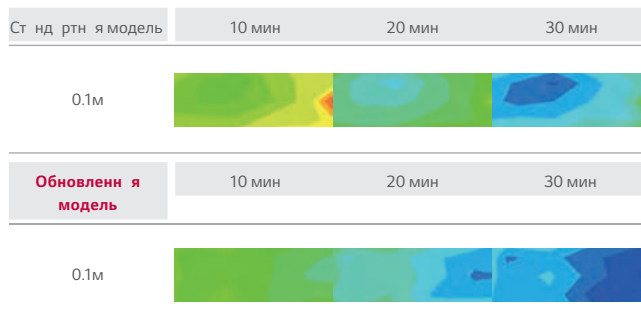 Ст нд ртн я модель 10 мин 20 мин 30 мин
0.1м
Обновленн я 10 мин 20 мин 30 мин
модель
0.1м